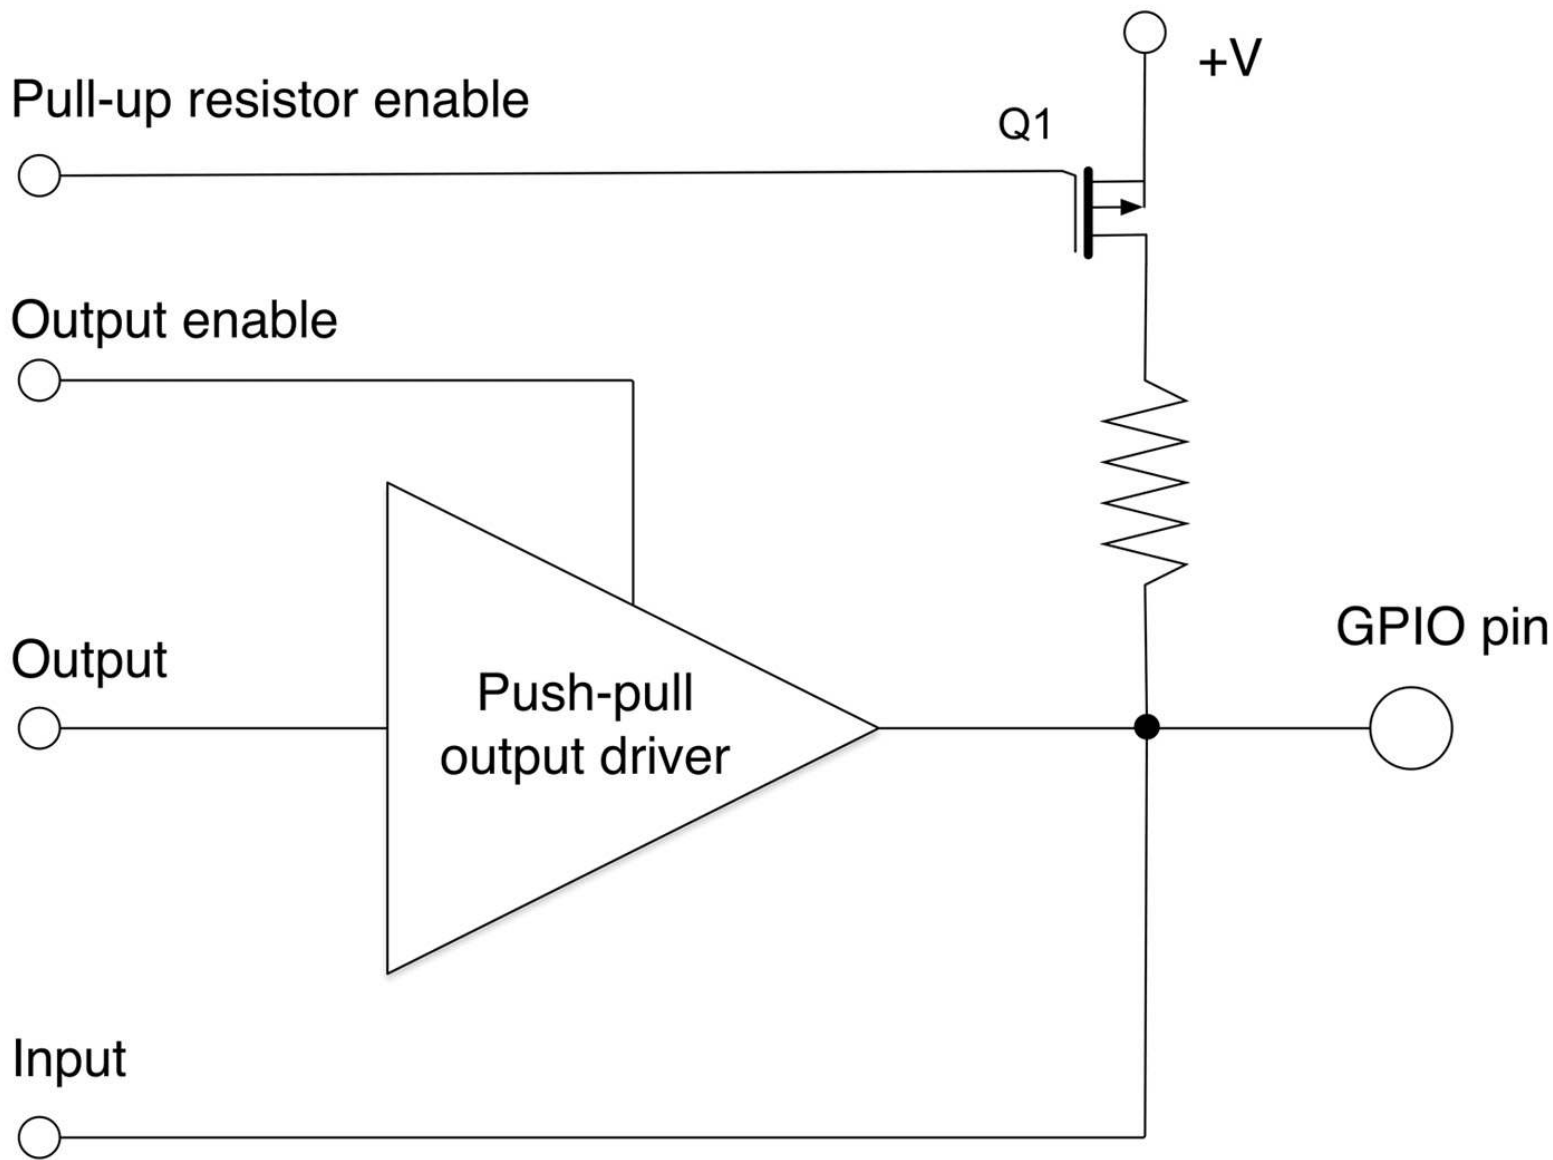 +V
Pull-up resistor enable
Q1
Output enable
GPIO pin
Output
Push-pull
output driver
Input